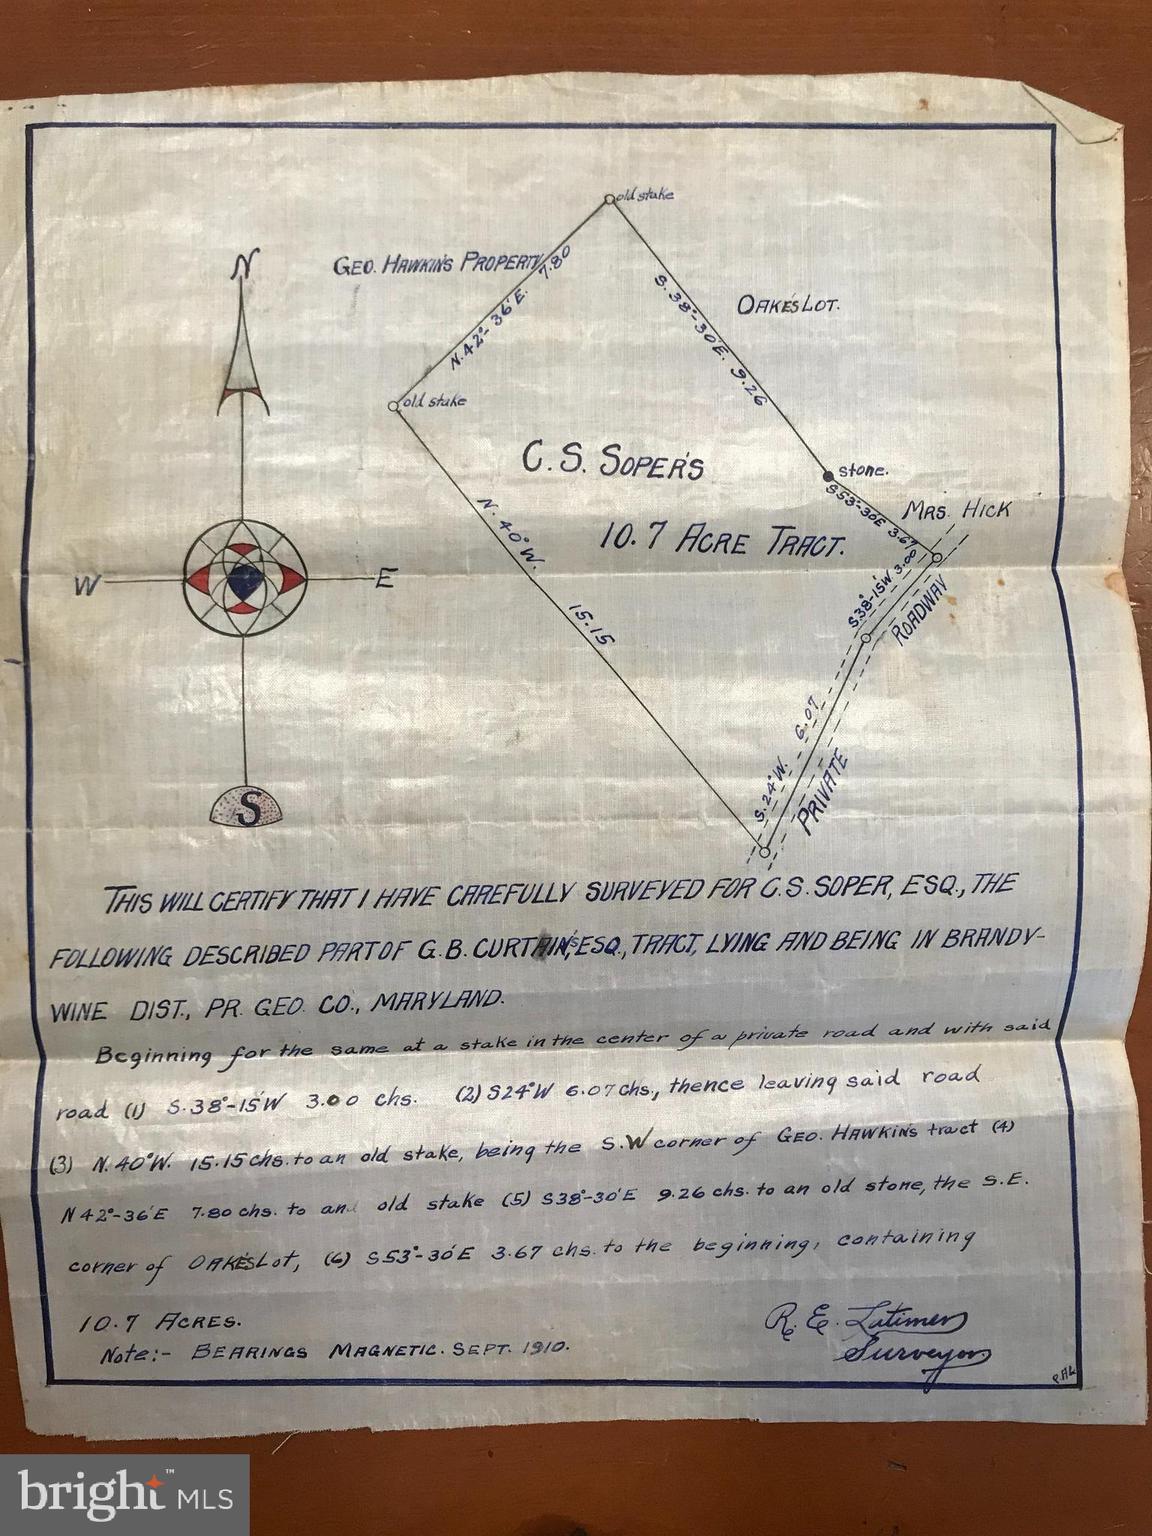 old stake
GEO. HAWKIN'S PROPERTY
N.42°-36'E. 7.80
S.38°-30'E. 9.26
OAKE'S LOT.
N
old stake
C. S. SOPER'S
stone.
S53°-30'E 3.67
MRS. HICK
10.7 ACRE TRACT.
N. 40° W.
15.15
W
E
S.38°-15'W 3.00
ROADWAY
S.24°W. 6.07
PRIVATE
S
THIS WILL CERTIFY THAT I HAVE CAREFULLY SURVEYED FOR C.S. SOPER, ESQ., THE
FOLLOWING DESCRIBED PART OF G.B. CURTAIN'S, ESQ., TRACT, LYING AND BEING IN BRANDY-
WINE DIST., PR. GEO. CO., MARYLAND.
Beginning for the same at a stake in the center of a private road and with said
road (1) S.38°-15'W 3.00 chs. (2) S24°W 6.07 chs., thence leaving said road
(3) N.40°W. 15.15 chs. to an old stake, being the S.W corner of GEO. HAWKIN'S tract (4)
N42°-36'E 7.80 chs. to an old stake (5) S38°-30'E 9.26 chs. to an old stone, the S.E.
corner of OAKE'S Lot, (6) S53°-30'E 3.67 chs. to the beginning, containing
10.7 ACRES.
Note:- BEARINGS MAGNETIC. SEPT. 1910.
R. E. Latimer
Surveyor
bright™ MLS